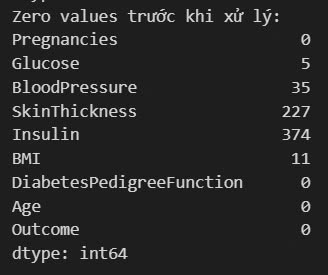 Zero values trước khi xử lý:
Pregnancies 0
Glucose 5
BloodPressure 35
SkinThickness 227
Insulin 374
BMI 11
DiabetesPedigreeFunction 0
Age 0
Outcome 0
dtype: int64